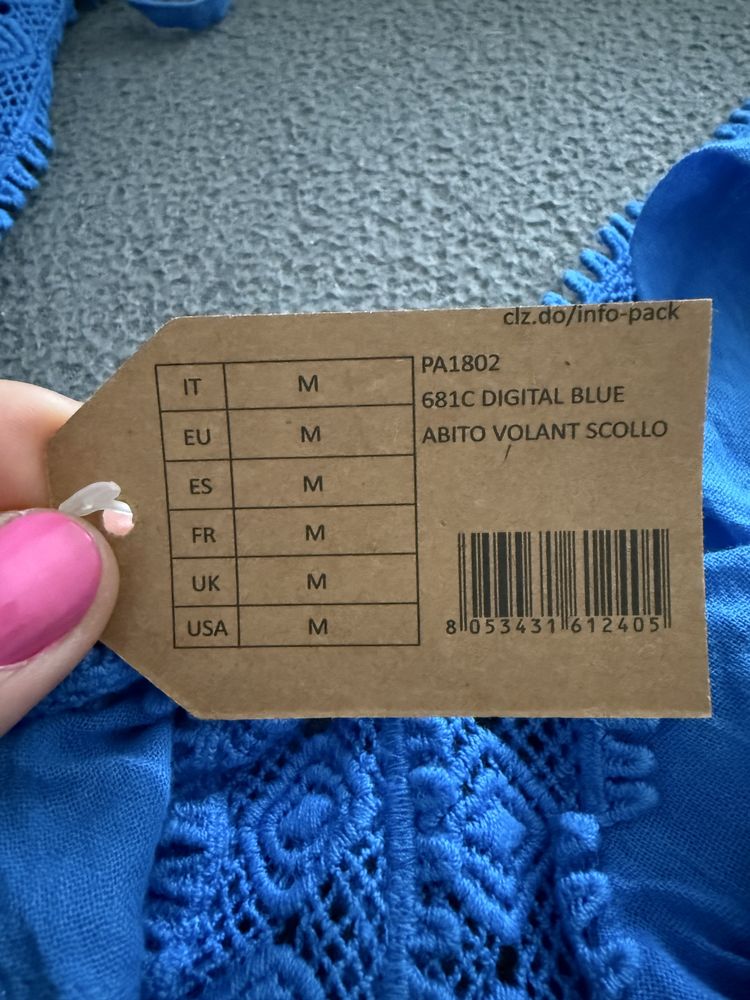 clz.do/info-pack
PA1802
681C DIGITAL BLUE
ABITO VOLANT SCOLLO
IT M
EU M
ES M
FR M
UK M
USA M
8 053431 612405